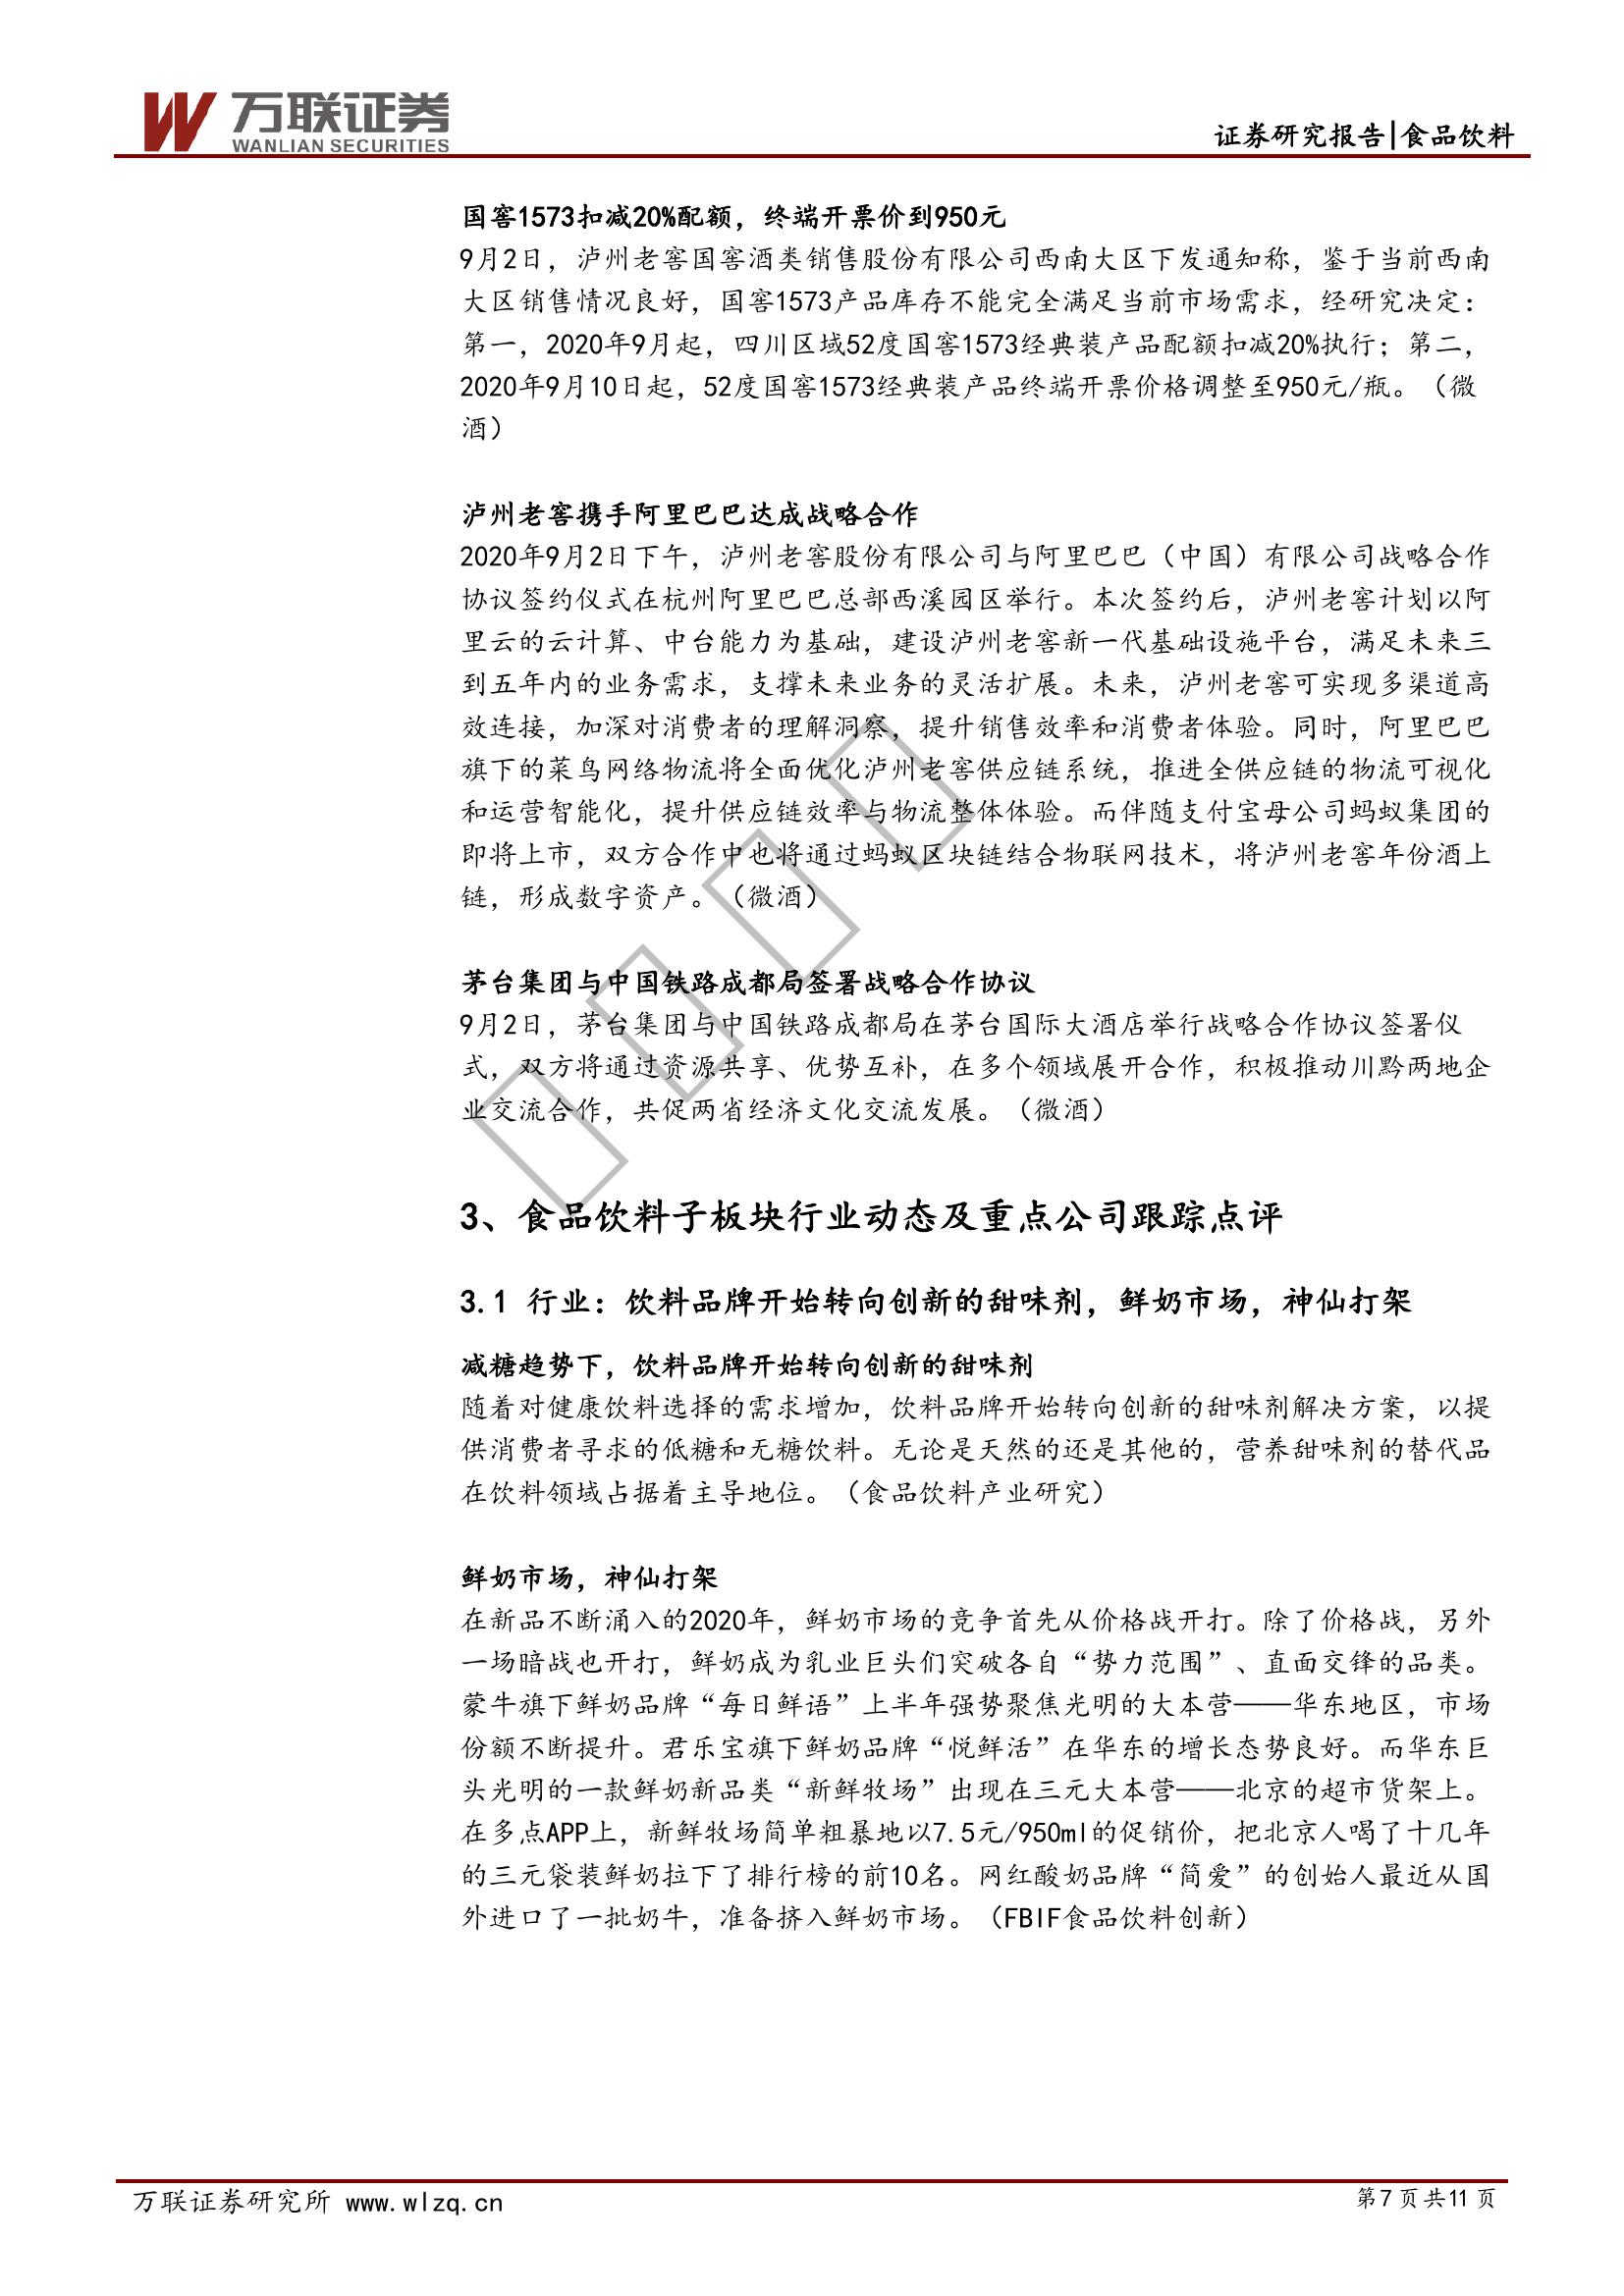 万联证券
WANLIAN SECURITIES
证券研究报告|食品饮料
国窖1573扣减20%配额，终端开票价到950元
9月2日，泸州老窖国窖酒类销售股份有限公司西南大区下发通知称，鉴于当前西南
大区销售情况良好，国窖1573产品库存不能完全满足当前市场需求，经研究决定：
第一，2020年9月起，四川区域52度国窖1573经典装产品配额扣减20%执行；第二，
2020年9月10日起，52度国窖1573经典装产品终端开票价格调整至950元/瓶。（微
酒）
泸州老窖携手阿里巴巴达成战略合作
2020年9月2日下午，泸州老窖股份有限公司与阿里巴巴（中国）有限公司战略合作
协议签约仪式在杭州阿里巴巴总部西溪园区举行。本次签约后，泸州老窖计划以阿
里云的云计算、中台能力为基础，建设泸州老窖新一代基础设施平台，满足未来三
到五年内的业务需求，支撑未来业务的灵活扩展。未来，泸州老窖可实现多渠道高
效连接，加深对消费者的理解洞察，提升销售效率和消费者体验。同时，阿里巴巴
旗下的菜鸟网络物流将全面优化泸州老窖供应链系统，推进全供应链的物流可视化
和运营智能化，提升供应链效率与物流整体体验。而伴随支付宝母公司蚂蚁集团的
即将上市，双方合作中也将通过蚂蚁区块链结合物联网技术，将泸州老窖年份酒上
链，形成数字资产。（微酒）
茅台集团与中国铁路成都局签署战略合作协议
9月2日，茅台集团与中国铁路成都局在茅台国际大酒店举行战略合作协议签署仪
式，双方将通过资源共享、优势互补，在多个领域展开合作，积极推动川黔两地企
业交流合作，共促两省经济文化交流发展。（微酒）
3、食品饮料子板块行业动态及重点公司跟踪点评
3.1 行业：饮料品牌开始转向创新的甜味剂，鲜奶市场，神仙打架
减糖趋势下，饮料品牌开始转向创新的甜味剂
随着对健康饮料选择的需求增加，饮料品牌开始转向创新的甜味剂解决方案，以提
供消费者寻求的低糖和无糖饮料。无论是天然的还是其他的，营养甜味剂的替代品
在饮料领域占据着主导地位。（食品饮料产业研究）
鲜奶市场，神仙打架
在新品不断涌入的2020年，鲜奶市场的竞争首先从价格战开打。除了价格战，另外
一场暗战也开打，鲜奶成为乳业巨头们突破各自“势力范围”、直面交锋的品类。
蒙牛旗下鲜奶品牌“每日鲜语”上半年强势聚焦光明的大本营——华东地区，市场
份额不断提升。君乐宝旗下鲜奶品牌“悦鲜活”在华东的增长态势良好。而华东巨
头光明的一款鲜奶新品类“新鲜牧场”出现在三元大本营——北京的超市货架上。
在多点APP上，新鲜牧场简单粗暴地以7.5元/950ml的促销价，把北京人喝了十几年
的三元袋装鲜奶拉下了排行榜的前10名。网红酸奶品牌“简爱”的创始人最近从国
外进口了一批奶牛，准备挤入鲜奶市场。（FBIF食品饮料创新）
万联证券研究所 www.wlzq.cn
第7页共11页